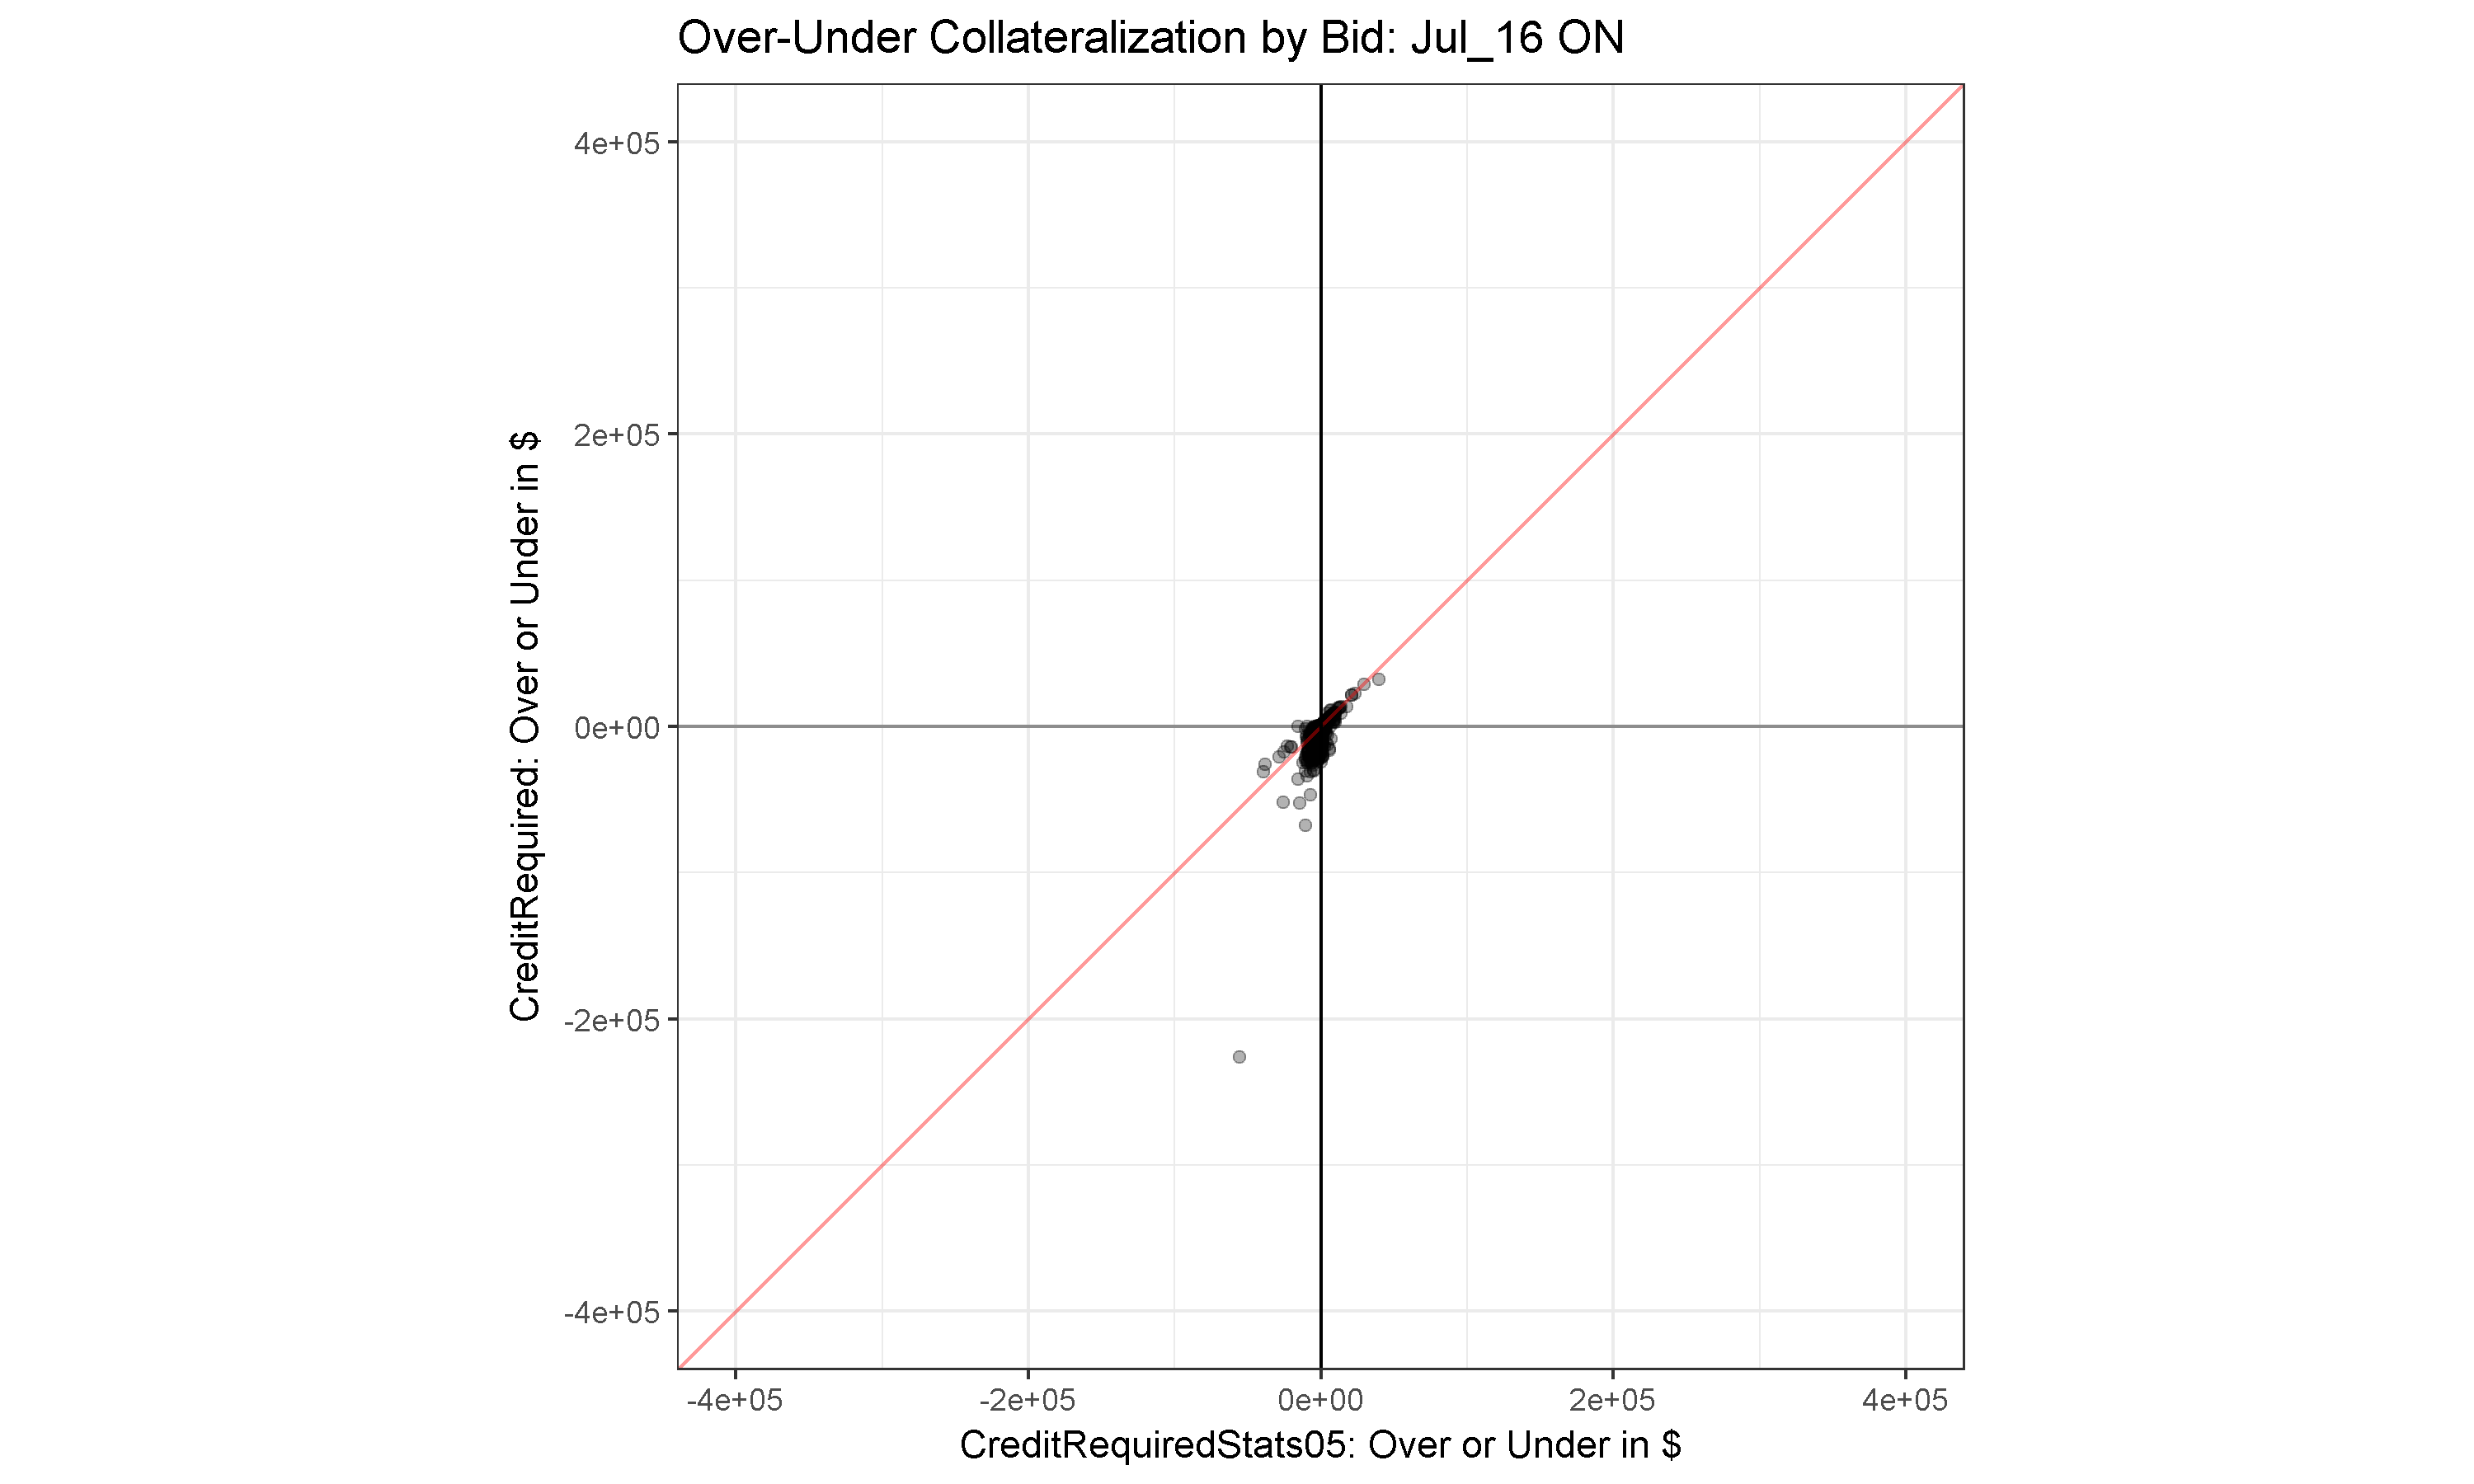 Over-Under Collateralization by Bid: Jul_16 ON
CreditRequired: Over or Under in $
4e+05
2e+05
0e+00
-2e+05
-4e+05
-4e+05 -2e+05 0e+00 2e+05 4e+05
CreditRequiredStats05: Over or Under in $